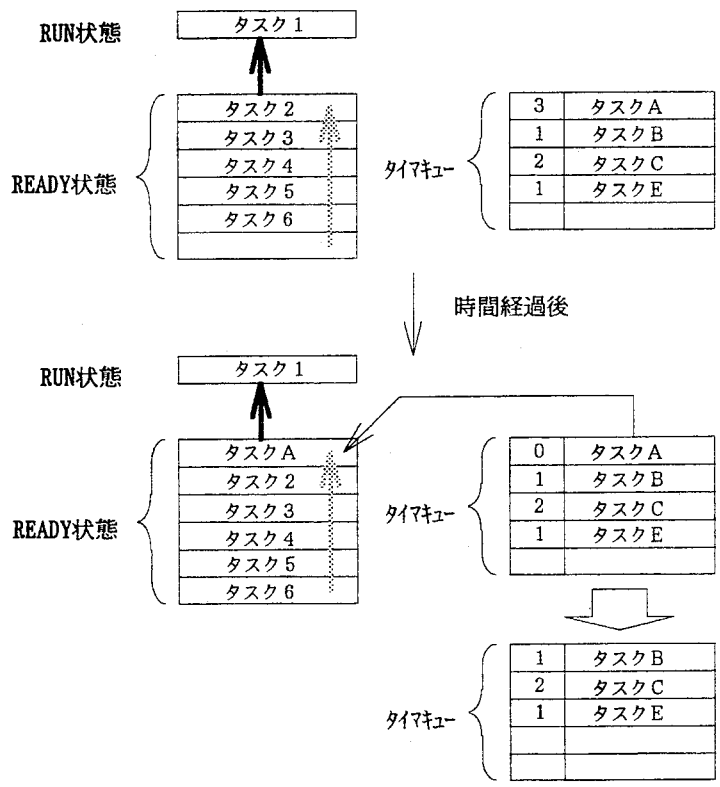 RUN状態
タスク1
READY状態
タスク2
タスク3
タスク4
タスク5
タスク6
タイマキュー
3 タスクA
1 タスクB
2 タスクC
1 タスクE
時間経過後
RUN状態
タスク1
READY状態
タスクA
タスク2
タスク3
タスク4
タスク5
タスク6
タイマキュー
0 タスクA
1 タスクB
2 タスクC
1 タスクE
タイマキュー
1 タスクB
2 タスクC
1 タスクE